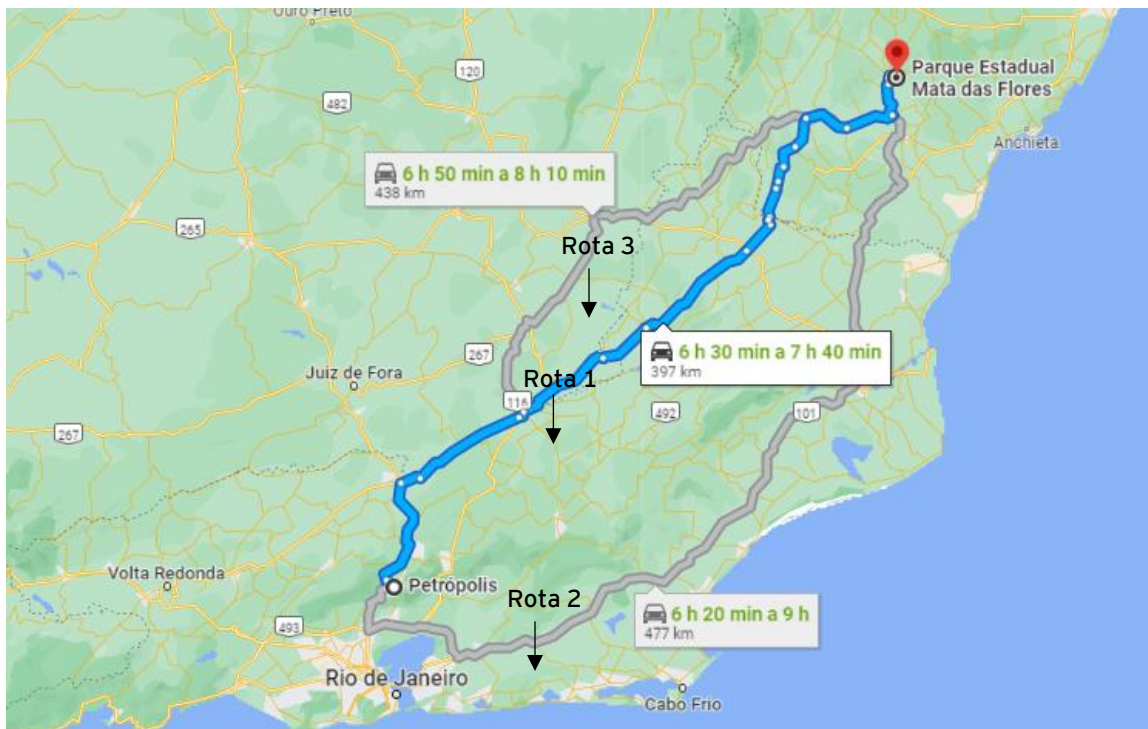 Ouro Preto
120
Parque Estadual
Mata das Flores
482
Anchieta
6 h 50 min a 8 h 10 min
438 km
265
Rota 3
6 h 30 min a 7 h 40 min
397 km
267
Juiz de Fora
Rota 1
116
492
101
267
Volta Redonda
Petrópolis
Rota 2
6 h 20 min a 9 h
477 km
493
Rio de Janeiro
Cabo Frio